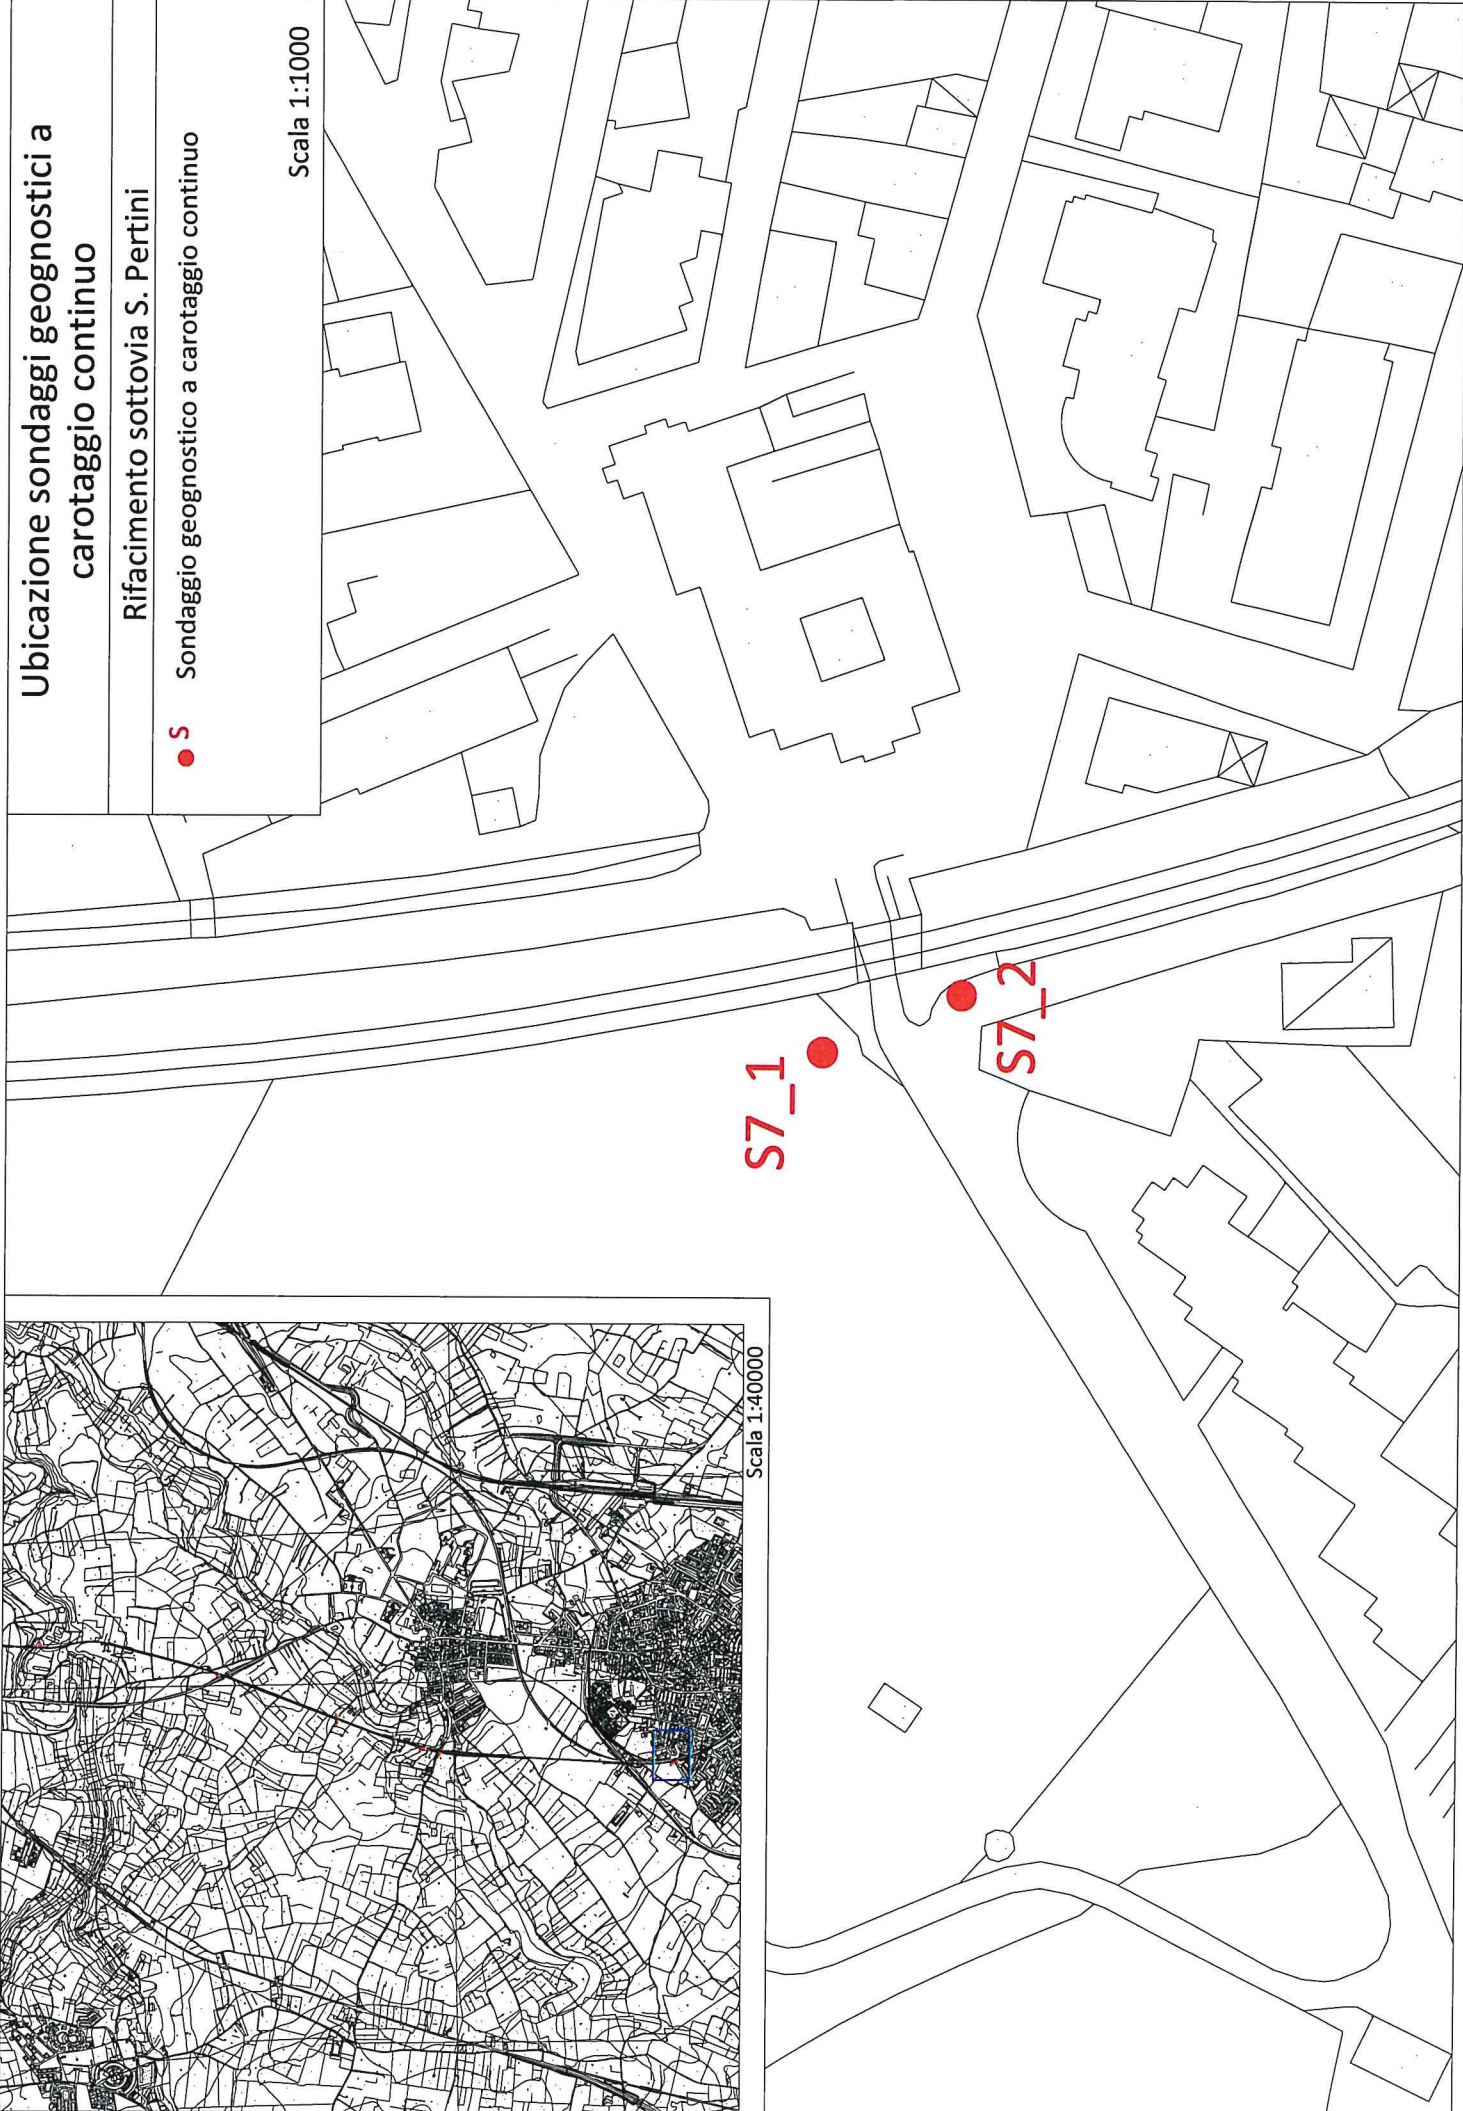 Ubicazione sondaggi geognostici a
carotaggio continuo
Rifacimento sottovia S. Pertini
S Sondaggio geognostico a carotaggio continuo
Scala 1:1000
Scala 1:40000
S7_1
S7_2